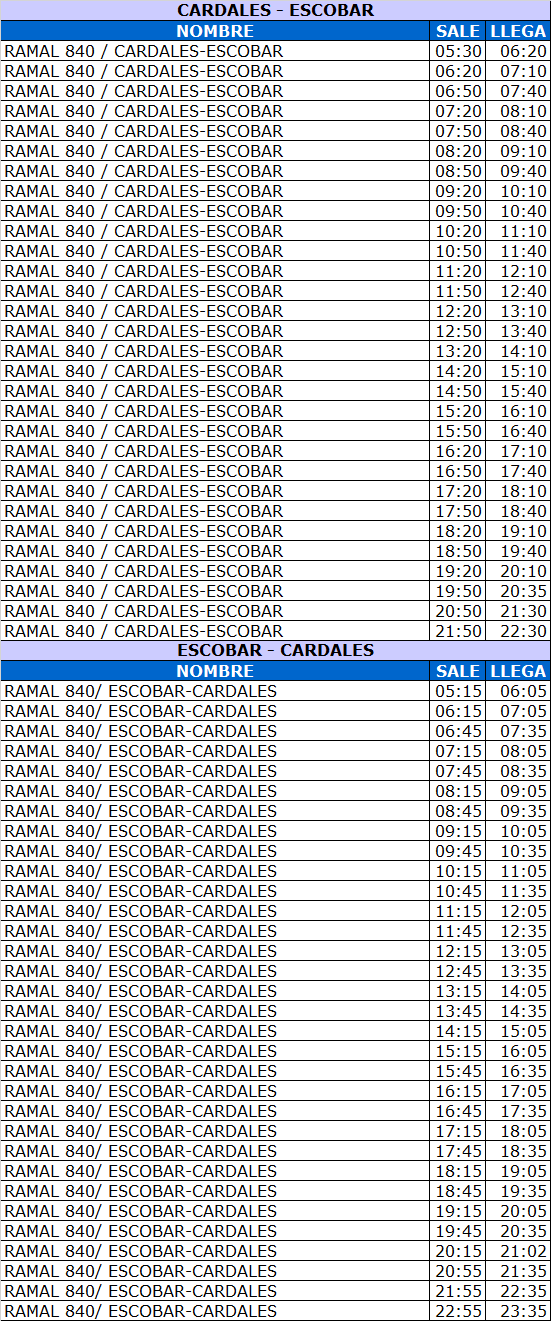 CARDALES - ESCOBAR
NOMBRE SALE LLEGA
RAMAL 840 / CARDALES-ESCOBAR 05:30 06:20
RAMAL 840 / CARDALES-ESCOBAR 06:20 07:10
RAMAL 840 / CARDALES-ESCOBAR 06:50 07:40
RAMAL 840 / CARDALES-ESCOBAR 07:20 08:10
RAMAL 840 / CARDALES-ESCOBAR 07:50 08:40
RAMAL 840 / CARDALES-ESCOBAR 08:20 09:10
RAMAL 840 / CARDALES-ESCOBAR 08:50 09:40
RAMAL 840 / CARDALES-ESCOBAR 09:20 10:10
RAMAL 840 / CARDALES-ESCOBAR 09:50 10:40
RAMAL 840 / CARDALES-ESCOBAR 10:20 11:10
RAMAL 840 / CARDALES-ESCOBAR 10:50 11:40
RAMAL 840 / CARDALES-ESCOBAR 11:20 12:10
RAMAL 840 / CARDALES-ESCOBAR 11:50 12:40
RAMAL 840 / CARDALES-ESCOBAR 12:20 13:10
RAMAL 840 / CARDALES-ESCOBAR 12:50 13:40
RAMAL 840 / CARDALES-ESCOBAR 13:20 14:10
RAMAL 840 / CARDALES-ESCOBAR 14:20 15:10
RAMAL 840 / CARDALES-ESCOBAR 14:50 15:40
RAMAL 840 / CARDALES-ESCOBAR 15:20 16:10
RAMAL 840 / CARDALES-ESCOBAR 15:50 16:40
RAMAL 840 / CARDALES-ESCOBAR 16:20 17:10
RAMAL 840 / CARDALES-ESCOBAR 16:50 17:40
RAMAL 840 / CARDALES-ESCOBAR 17:20 18:10
RAMAL 840 / CARDALES-ESCOBAR 17:50 18:40
RAMAL 840 / CARDALES-ESCOBAR 18:20 19:10
RAMAL 840 / CARDALES-ESCOBAR 18:50 19:40
RAMAL 840 / CARDALES-ESCOBAR 19:20 20:10
RAMAL 840 / CARDALES-ESCOBAR 19:50 20:35
RAMAL 840 / CARDALES-ESCOBAR 20:50 21:30
RAMAL 840 / CARDALES-ESCOBAR 21:50 22:30
ESCOBAR - CARDALES
NOMBRE SALE LLEGA
RAMAL 840/ ESCOBAR-CARDALES 05:15 06:05
RAMAL 840/ ESCOBAR-CARDALES 06:15 07:05
RAMAL 840/ ESCOBAR-CARDALES 06:45 07:35
RAMAL 840/ ESCOBAR-CARDALES 07:15 08:05
RAMAL 840/ ESCOBAR-CARDALES 07:45 08:35
RAMAL 840/ ESCOBAR-CARDALES 08:15 09:05
RAMAL 840/ ESCOBAR-CARDALES 08:45 09:35
RAMAL 840/ ESCOBAR-CARDALES 09:15 10:05
RAMAL 840/ ESCOBAR-CARDALES 09:45 10:35
RAMAL 840/ ESCOBAR-CARDALES 10:15 11:05
RAMAL 840/ ESCOBAR-CARDALES 10:45 11:35
RAMAL 840/ ESCOBAR-CARDALES 11:15 12:05
RAMAL 840/ ESCOBAR-CARDALES 11:45 12:35
RAMAL 840/ ESCOBAR-CARDALES 12:15 13:05
RAMAL 840/ ESCOBAR-CARDALES 12:45 13:35
RAMAL 840/ ESCOBAR-CARDALES 13:15 14:05
RAMAL 840/ ESCOBAR-CARDALES 13:45 14:35
RAMAL 840/ ESCOBAR-CARDALES 14:15 15:05
RAMAL 840/ ESCOBAR-CARDALES 15:15 16:05
RAMAL 840/ ESCOBAR-CARDALES 15:45 16:35
RAMAL 840/ ESCOBAR-CARDALES 16:15 17:05
RAMAL 840/ ESCOBAR-CARDALES 16:45 17:35
RAMAL 840/ ESCOBAR-CARDALES 17:15 18:05
RAMAL 840/ ESCOBAR-CARDALES 17:45 18:35
RAMAL 840/ ESCOBAR-CARDALES 18:15 19:05
RAMAL 840/ ESCOBAR-CARDALES 18:45 19:35
RAMAL 840/ ESCOBAR-CARDALES 19:15 20:05
RAMAL 840/ ESCOBAR-CARDALES 19:45 20:35
RAMAL 840/ ESCOBAR-CARDALES 20:15 21:02
RAMAL 840/ ESCOBAR-CARDALES 20:55 21:35
RAMAL 840/ ESCOBAR-CARDALES 21:55 22:35
RAMAL 840/ ESCOBAR-CARDALES 22:55 23:35